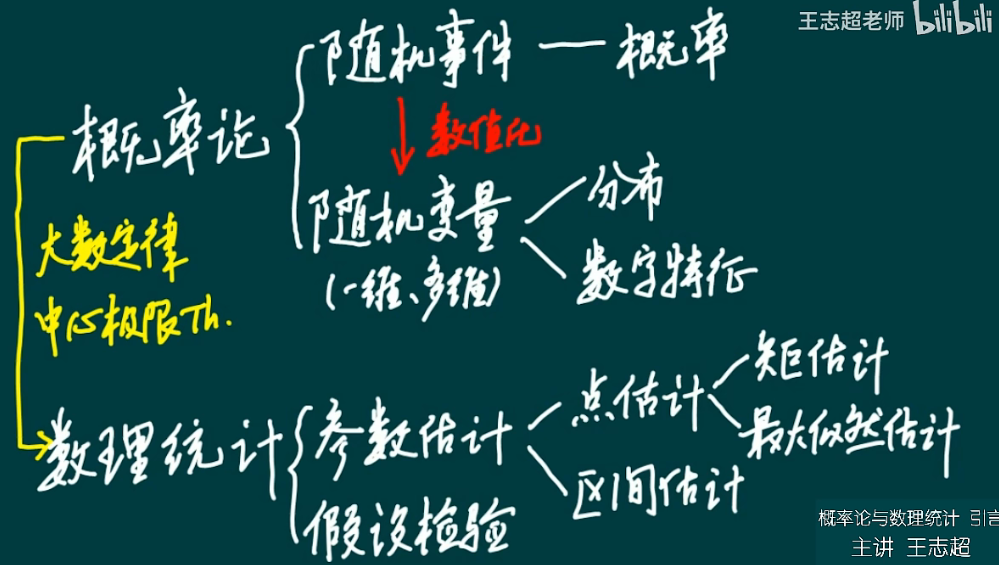 王志超老师 bilibili
随机事件 — 概率
概率论
数值化
随机变量
分布
(一维、多维)
数字特征
大数定律
中心极限Th.
数理统计
参数估计
点估计
矩估计
最大似然估计
区间估计
假设检验
概率论与数理统计 引言
主讲 王志超